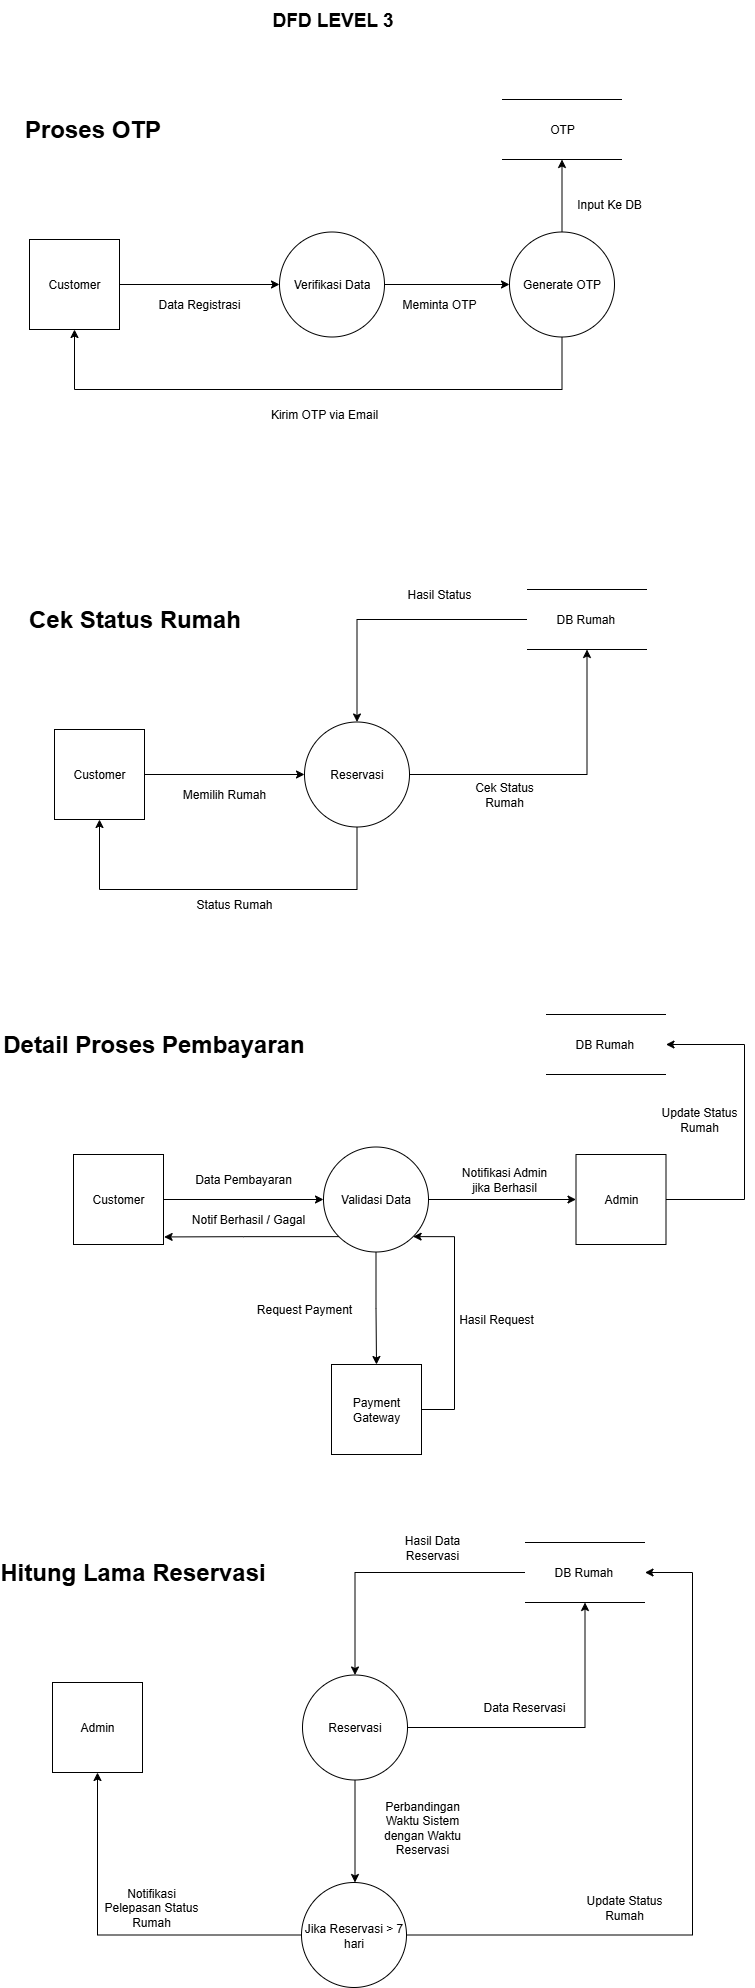 DFD LEVEL 3
Proses OTP
OTP
Input Ke DB
Customer
Verifikasi Data
Generate OTP
Data Registrasi
Meminta OTP
Kirim OTP via Email
Hasil Status
Cek Status Rumah
DB Rumah
Customer
Reservasi
Memilih Rumah
Cek Status
Rumah
Status Rumah
Detail Proses Pembayaran
DB Rumah
Update Status
Rumah
Customer
Data Pembayaran
Validasi Data
Notifikasi Admin
jika Berhasil
Admin
Notif Berhasil / Gagal
Request Payment
Hasil Request
Payment
Gateway
Hasil Data
Reservasi
Hitung Lama Reservasi
DB Rumah
Admin
Reservasi
Data Reservasi
Perbandingan
Waktu Sistem
dengan Waktu
Reservasi
Notifikasi
Pelepasan Status
Rumah
Update Status
Rumah
Jika Reservasi > 7
hari